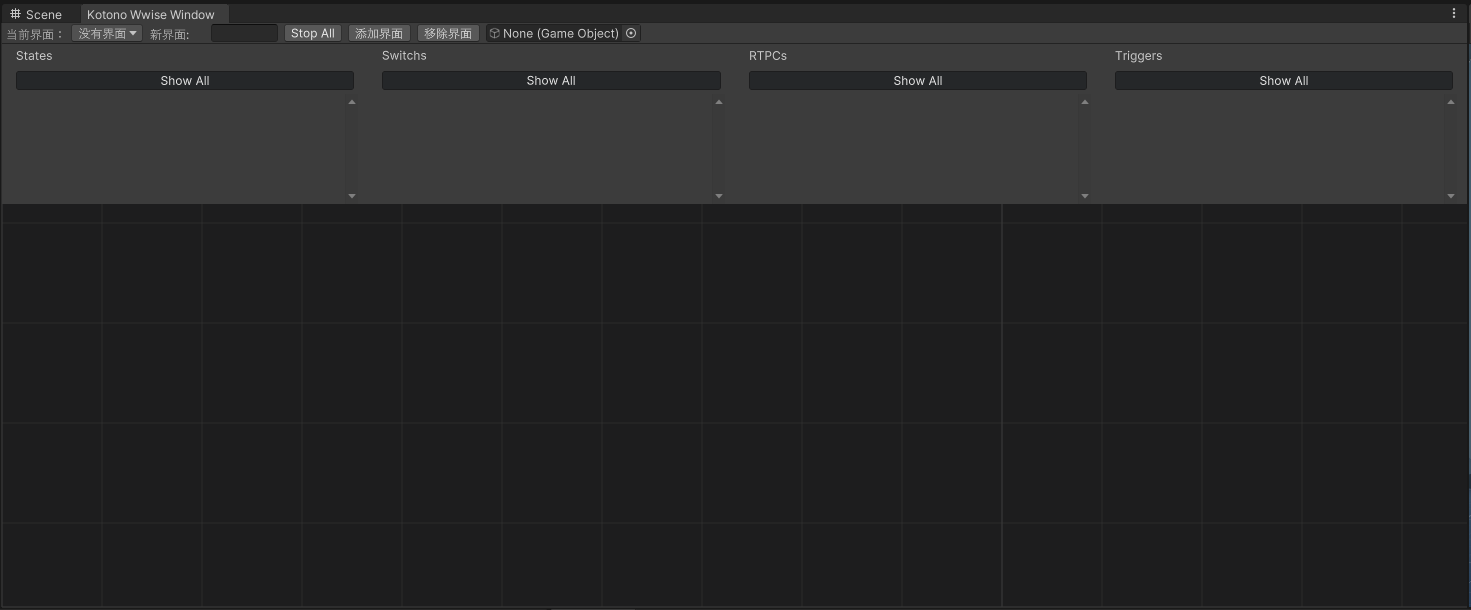 Scene Kotono Wwise Window
当前界面： 没有界面 新界面: Stop All 添加界面 移除界面 None (Game Object)
States Switchs RTPCs Triggers
Show All Show All Show All Show All